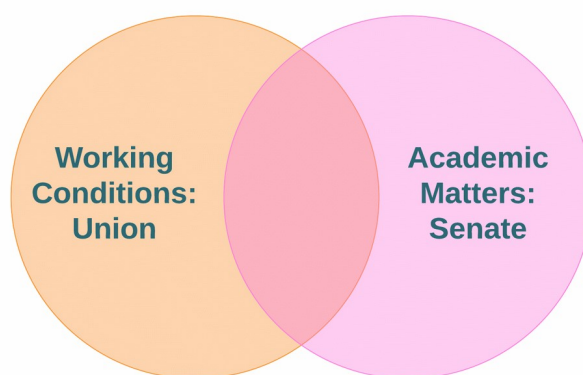 Working
Conditions:
Union
Academic
Matters:
Senate